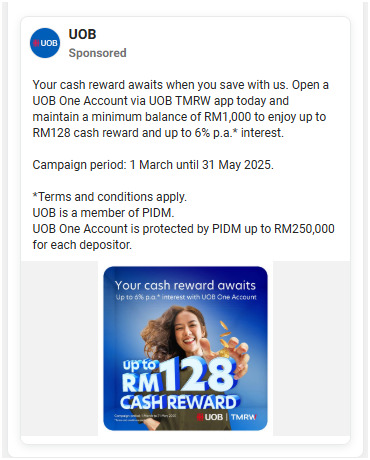 UOB
Sponsored
UOB
Your cash reward awaits when you save with us. Open a
UOB One Account via UOB TMRW app today and
maintain a minimum balance of RM1,000 to enjoy up to
RM128 cash reward and up to 6% p.a.* interest.
Campaign period: 1 March until 31 May 2025.
*Terms and conditions apply.
UOB is a member of PIDM.
UOB One Account is protected by PIDM up to RM250,000
for each depositor.
Your cash reward awaits
Up to 6% p.a.* interest with UOB One Account
up to
RM128
CASH REWARD
UOB | TMRW